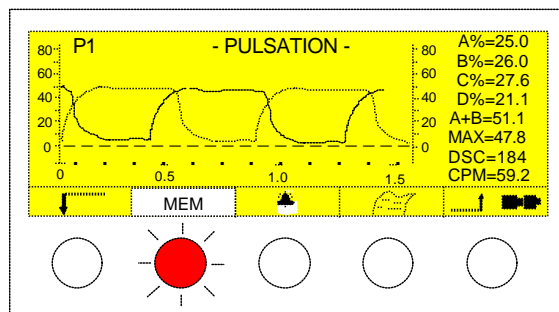 P1 - PULSATION -
80 80
60 60
40 40
20 20
0 0
0 0.5 1.0 1.5
A%=25.0
B%=26.0
C%=27.6
D%=21.1
A+B=51.1
MAX=47.8
DSC=184
CPM=59.2
MEM